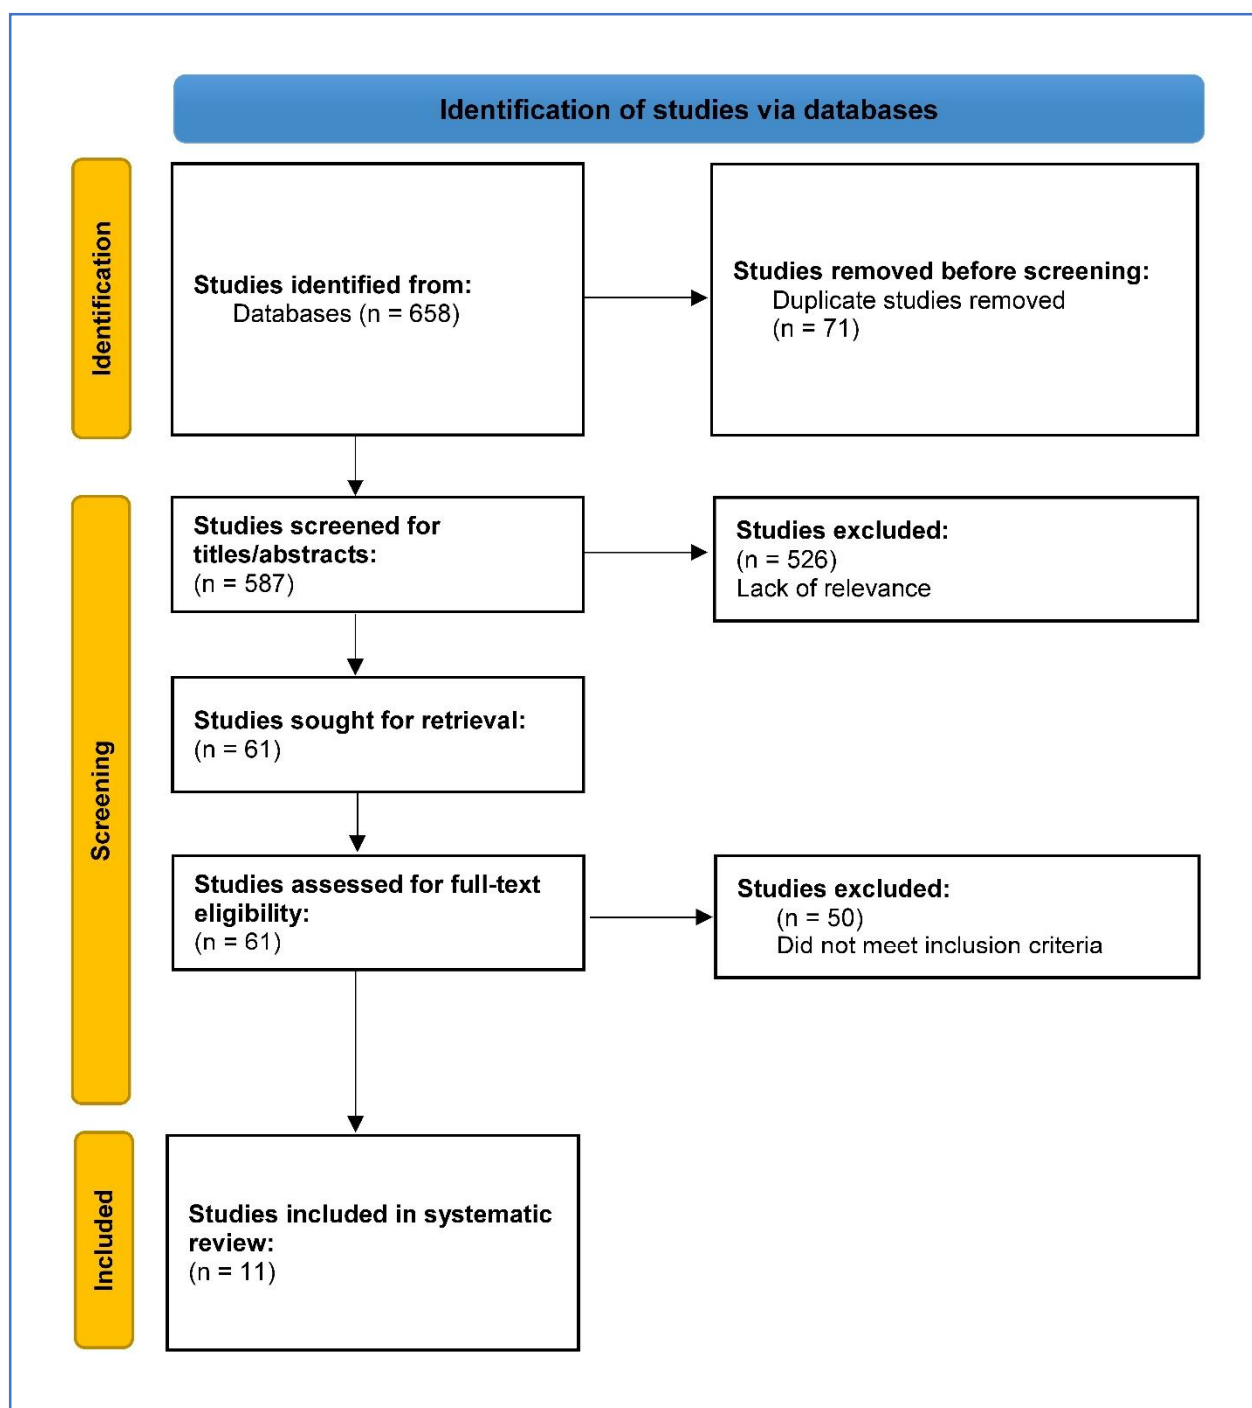 Identification of studies via databases
Identification
Studies identified from:
Databases (n = 658)
Studies removed before screening:
Duplicate studies removed
(n = 71)
Screening
Studies screened for
titles/abstracts:
(n = 587)
Studies excluded:
(n = 526)
Lack of relevance
Studies sought for retrieval:
(n = 61)
Studies assessed for full-text
eligibility:
(n = 61)
Studies excluded:
(n = 50)
Did not meet inclusion criteria
Included
Studies included in systematic
review:
(n = 11)